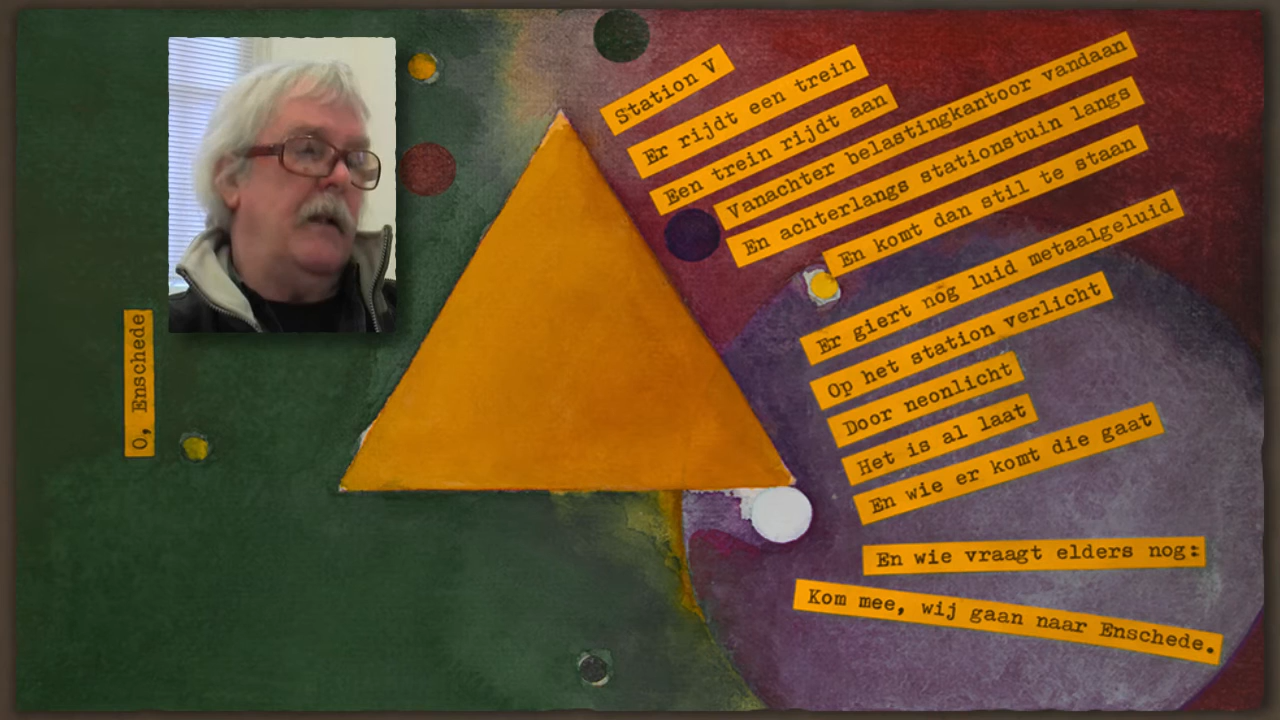 O, Enschede
Station V
Er rijdt een trein
Een trein rijdt aan
Vanachter belastingkantoor vandaan
En achterlangs stationstuin langs
En komt dan stil te staan
Er giert nog luid metaalgeluid
Op het station verlicht
Door neonlicht
Het is al laat
En wie er komt die gaat
En wie vraagt elders nog:
Kom mee, wij gaan naar Enschede.